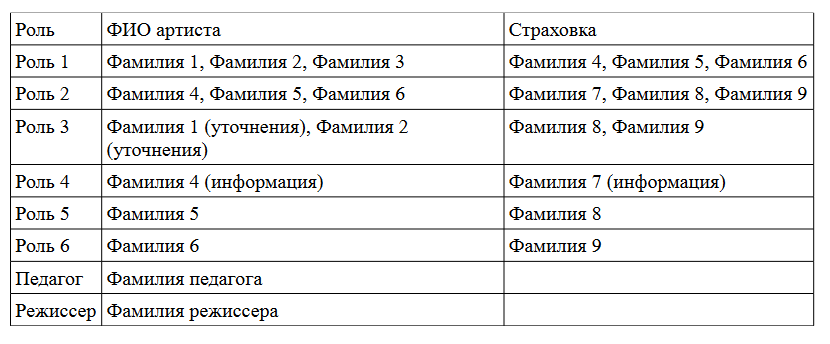 Роль ФИО артиста Страховка
Роль 1 Фамилия 1, Фамилия 2, Фамилия 3 Фамилия 4, Фамилия 5, Фамилия 6
Роль 2 Фамилия 4, Фамилия 5, Фамилия 6 Фамилия 7, Фамилия 8, Фамилия 9
Роль 3 Фамилия 1 (уточнения), Фамилия 2 Фамилия 8, Фамилия 9
(уточнения)
Роль 4 Фамилия 4 (информация) Фамилия 7 (информация)
Роль 5 Фамилия 5 Фамилия 8
Роль 6 Фамилия 6 Фамилия 9
Педагог Фамилия педагога
Режиссер Фамилия режиссера